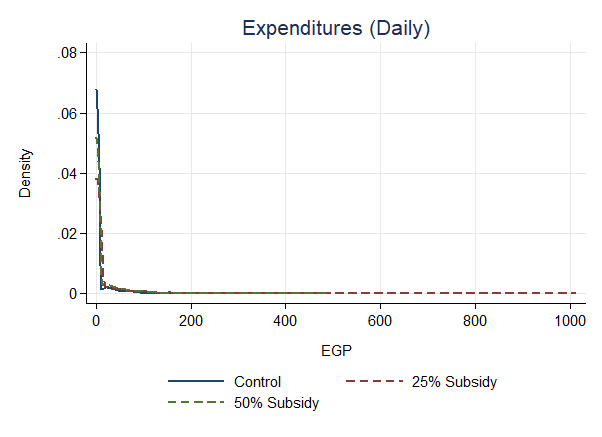 Expenditures (Daily)
.08
.06
.04
.02
0
Density
0 200 400 600 800 1000
EGP
Control 25% Subsidy
50% Subsidy